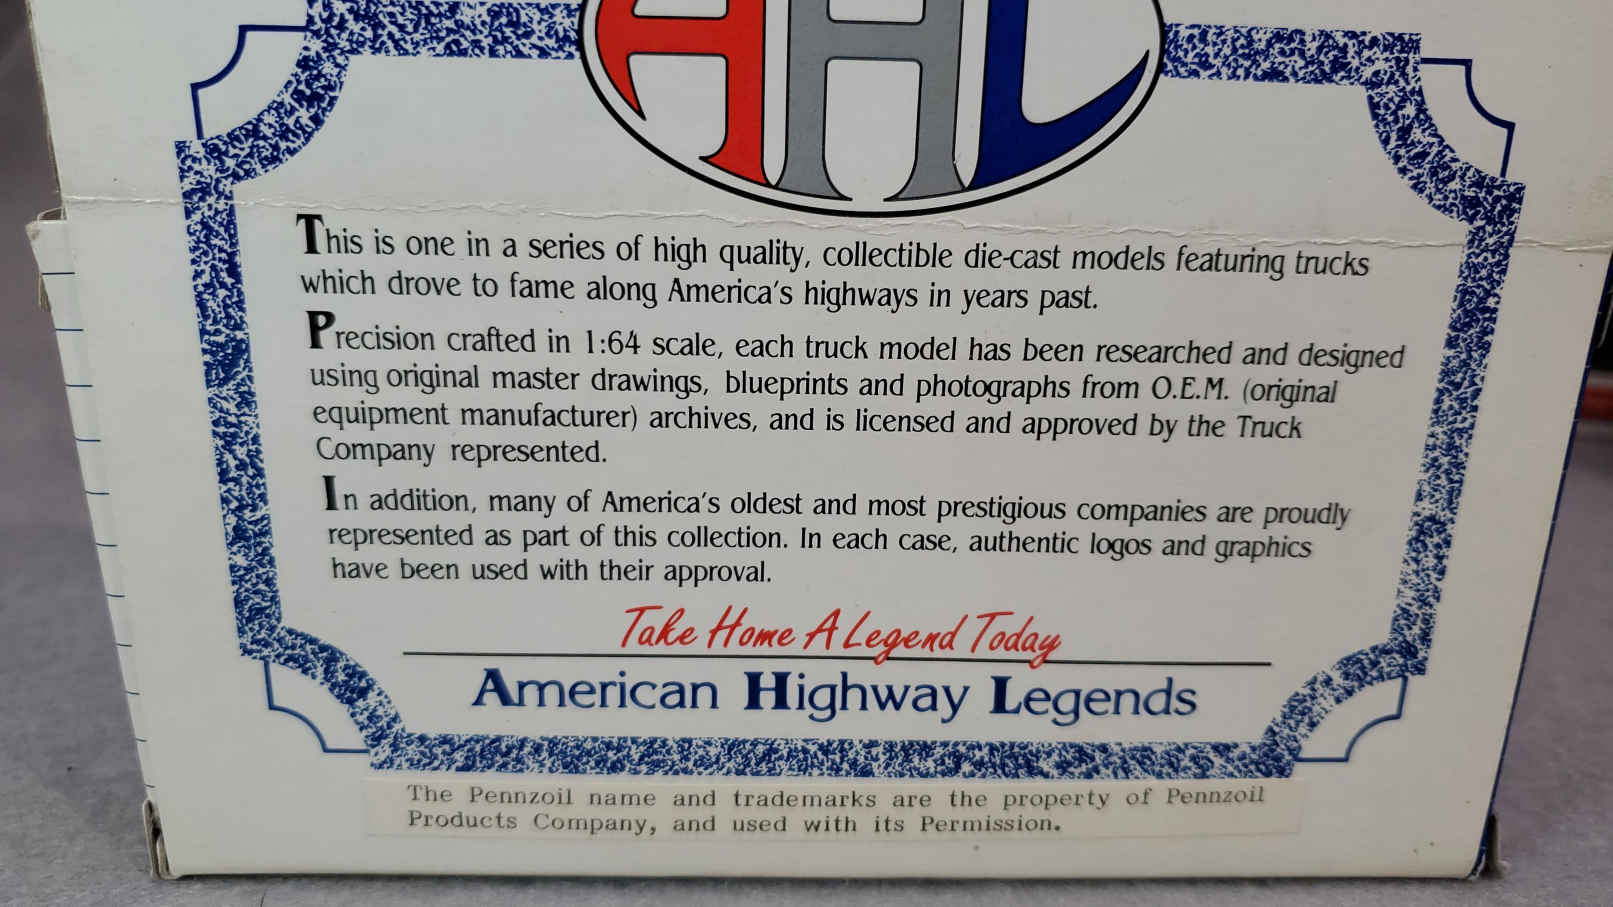 AHL
This is one in a series of high quality, collectible die-cast models featuring trucks
which drove to fame along America's highways in years past.
Precision crafted in 1:64 scale, each truck model has been researched and designed
using original master drawings, blueprints and photographs from O.E.M. (original
equipment manufacturer) archives, and is licensed and approved by the Truck
Company represented.
In addition, many of America's oldest and most prestigious companies are proudly
represented as part of this collection. In each case, authentic logos and graphics
have been used with their approval.
Take Home A Legend Today
American Highway Legends
The Pennzoil name and trademarks are the property of Pennzoil
Products Company, and used with its Permission.